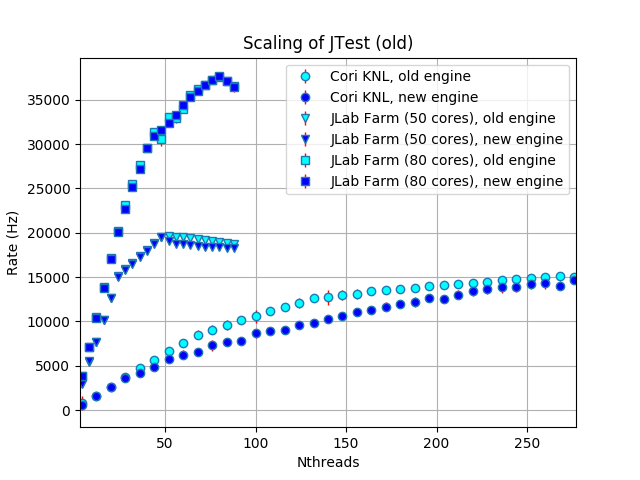 Scaling of JTest (old)
Cori KNL, old engine
Cori KNL, new engine
JLab Farm (50 cores), old engine
JLab Farm (50 cores), new engine
JLab Farm (80 cores), old engine
JLab Farm (80 cores), new engine
35000
30000
25000
20000
15000
10000
5000
0
Rate (Hz)
50
100
150
200
250
Nthreads